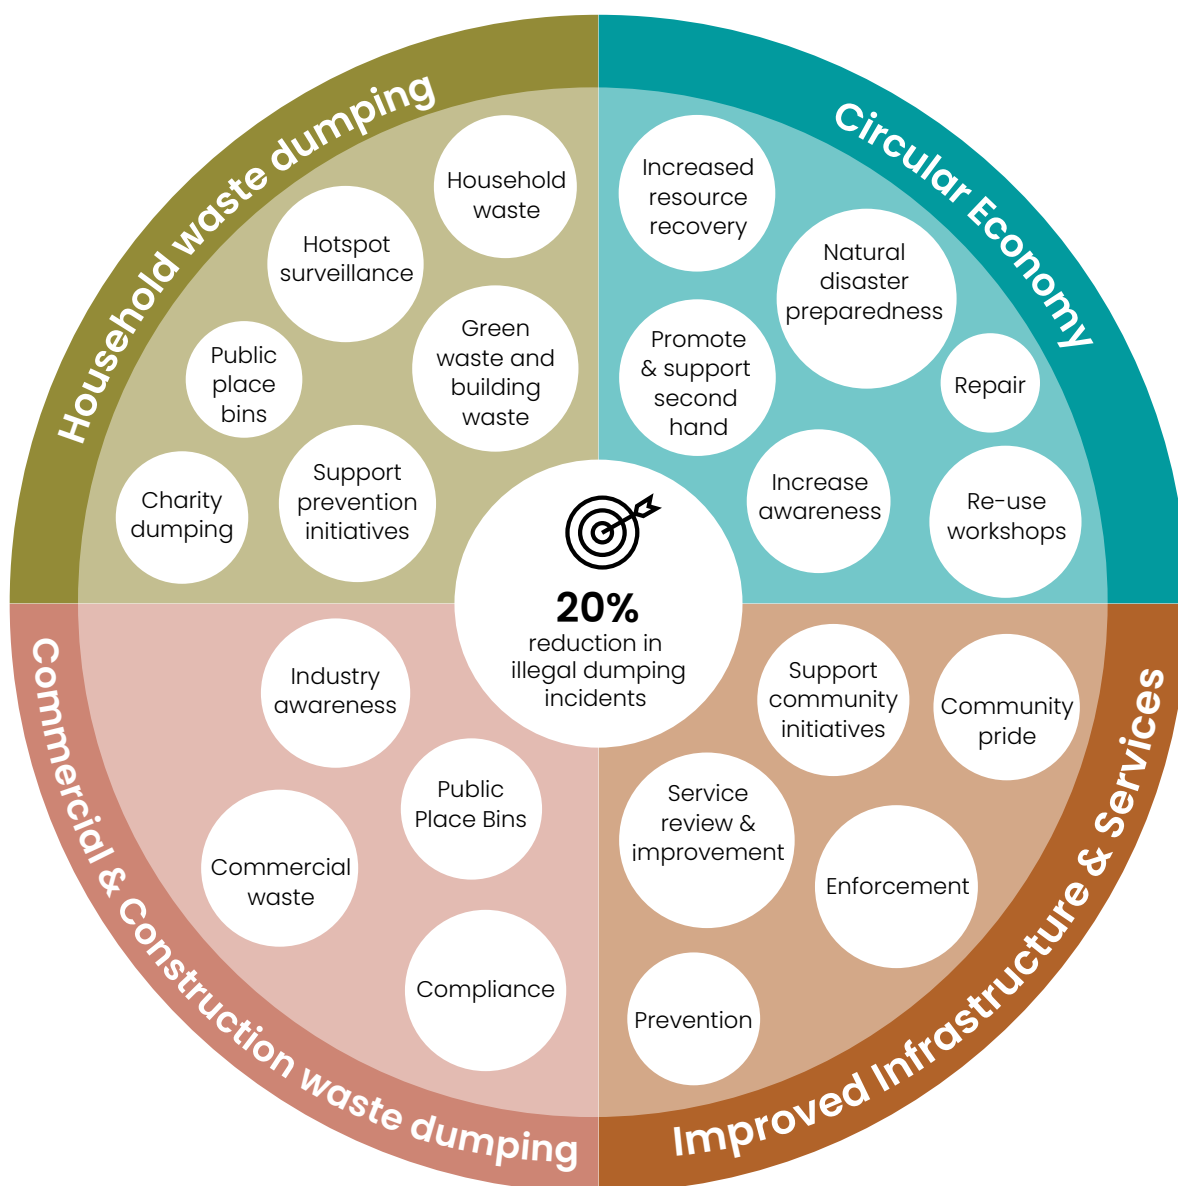 Household waste dumping
Household
waste
Hotspot
surveillance
Green
waste and
building
waste
Public
place
bins
Support
prevention
initiatives
Charity
dumping
Circular Economy
Increased
resource
recovery
Natural
disaster
preparedness
Promote
& support
second
hand
Repair
Increase
awareness
Re-use
workshops
20%
reduction in
illegal dumping
incidents
Commercial & Construction waste dumping
Industry
awareness
Public
Place Bins
Commercial
waste
Compliance
Improved Infrastructure & Services
Support
community
initiatives
Community
pride
Service
review &
improvement
Enforcement
Prevention